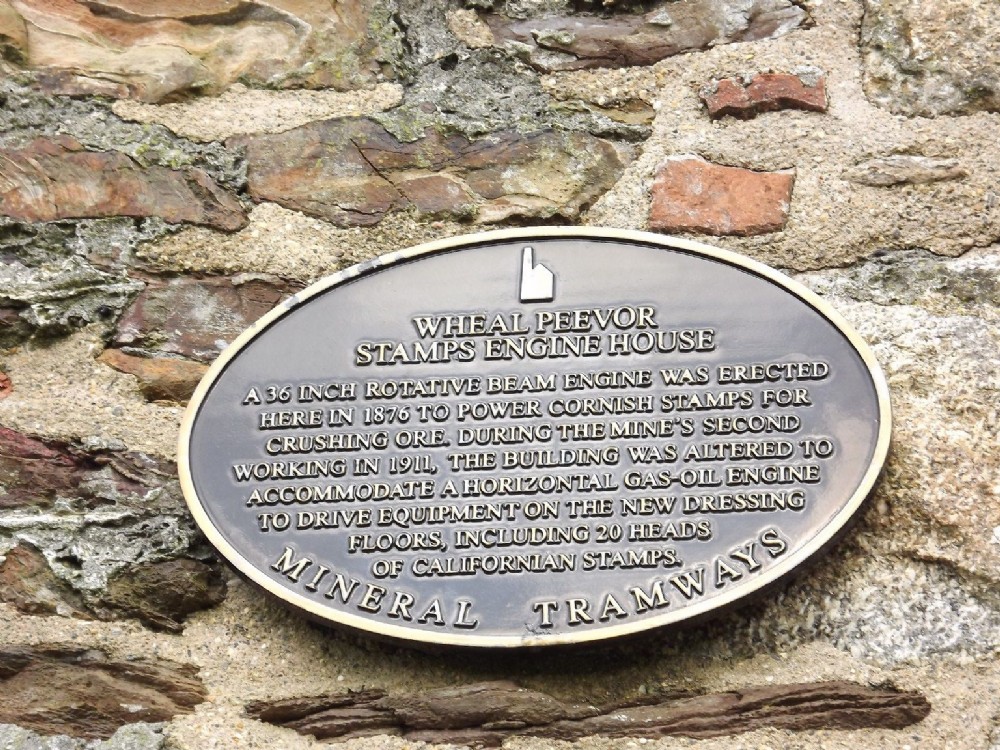 WHEAL PEEVOR
STAMPS ENGINE HOUSE
A 36 INCH ROTATIVE BEAM ENGINE WAS ERECTED
HERE IN 1876 TO POWER CORNISH STAMPS FOR
CRUSHING ORE. DURING THE MINE'S SECOND
WORKING IN 1911, THE BUILDING WAS ALTERED TO
ACCOMMODATE A HORIZONTAL GAS-OIL ENGINE
TO DRIVE EQUIPMENT ON THE NEW DRESSING
FLOORS, INCLUDING 20 HEADS
OF CALIFORNIAN STAMPS.
MINERAL TRAMWAYS